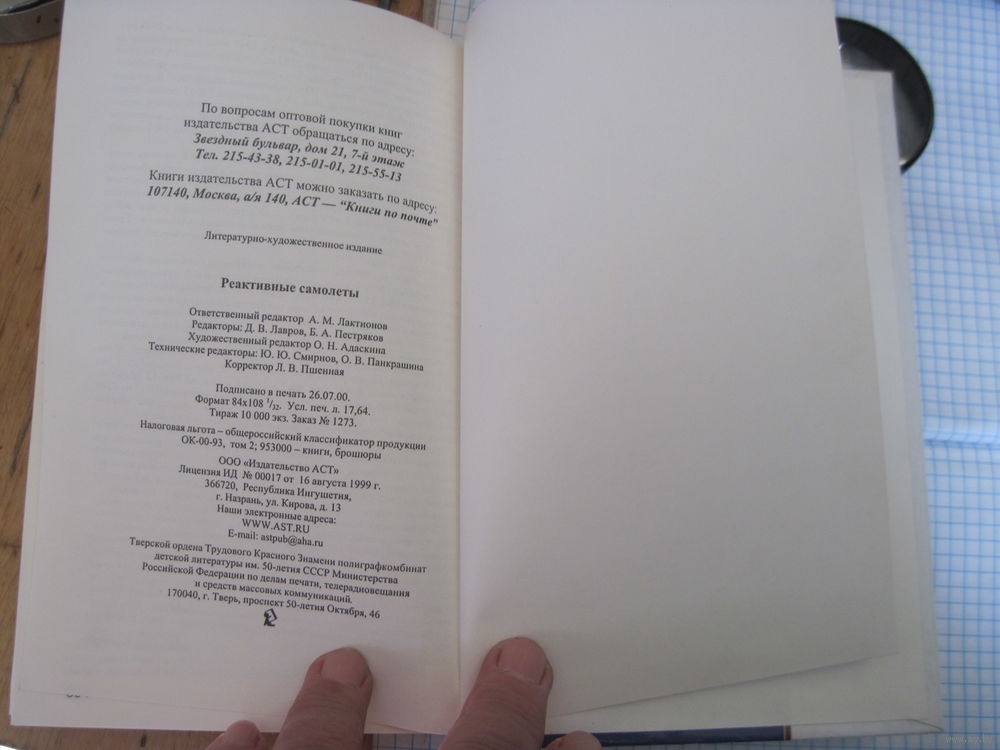 По вопросам оптовой покупки книг
издательства АСТ обращаться по адресу:
Звездный бульвар, дом 21, 7-й этаж
Тел. 215-43-38, 215-01-01, 215-55-13
Книги издательства АСТ можно заказать по адресу:
107140, Москва, а/я 140, АСТ — “Книги по почте”
Литературно-художественное издание
Реактивные самолеты
Ответственный редактор А. М. Лактионов
Редакторы: Д. В. Лавров, Б. А. Пестряков
Художественный редактор О. Н. Адаскина
Технические редакторы: Ю. Ю. Смирнов, О. В. Панкрашина
Корректор Л. В. Пшенная
Подписано в печать 26.07.00.
Формат 84х108 1/32. Усл. печ. л. 17,64.
Тираж 10 000 экз. Заказ № 1273.
Налоговая льгота – общероссийский классификатор продукции
ОК-00-93, том 2; 953000 – книги, брошюры
ООО «Издательство АСТ»
Лицензия ИД № 00017 от 16 августа 1999 г.
366720, Республика Ингушетия,
г. Назрань, ул. Кирова, д. 13
Наши электронные адреса:
WWW.AST.RU
E-mail: astpub@aha.ru
Тверской ордена Трудового Красного Знамени полиграфкомбинат
детской литературы им. 50-летия СССР Министерства
Российской Федерации по делам печати, телерадиовещания
и средств массовых коммуникаций.
170040, г. Тверь, проспект 50-летия Октября, 46